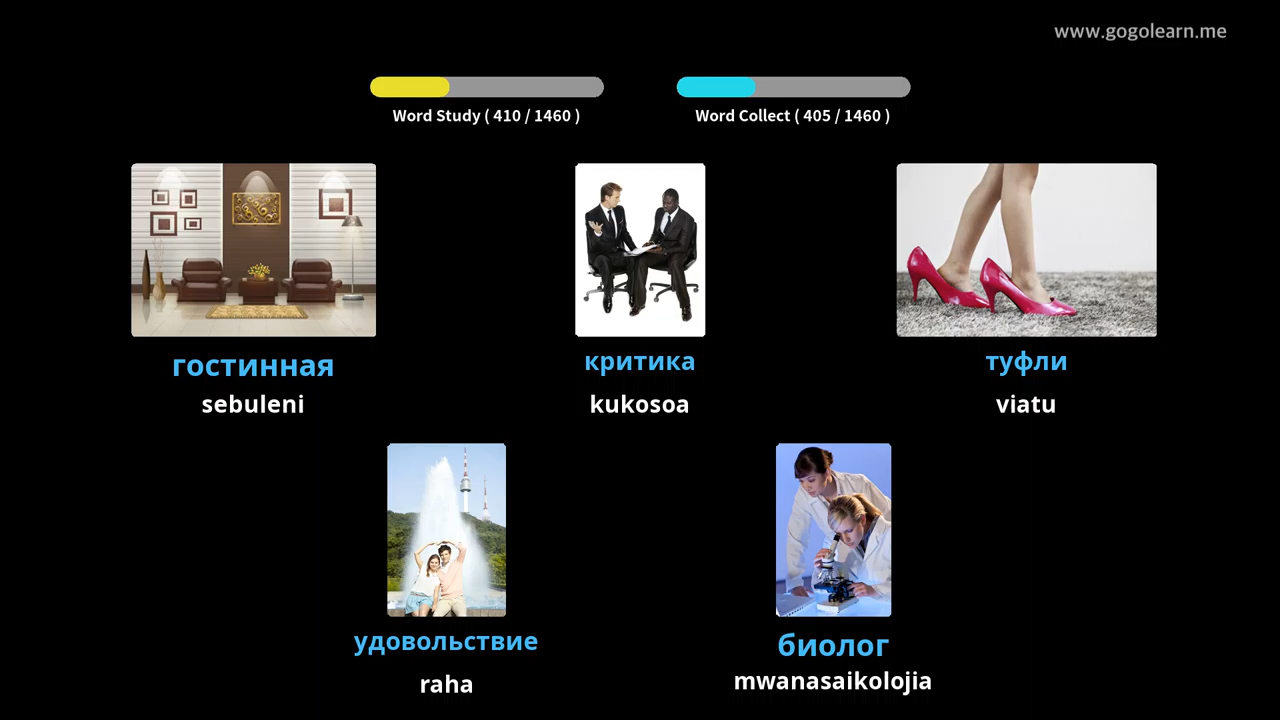 www.gogolearn.me
Word Study ( 410 / 1460 )
Word Collect ( 405 / 1460 )
гостинная
sebuleni
критика
kukosoa
туфли
viatu
удовольствие
raha
биолог
mwanasaikolojia